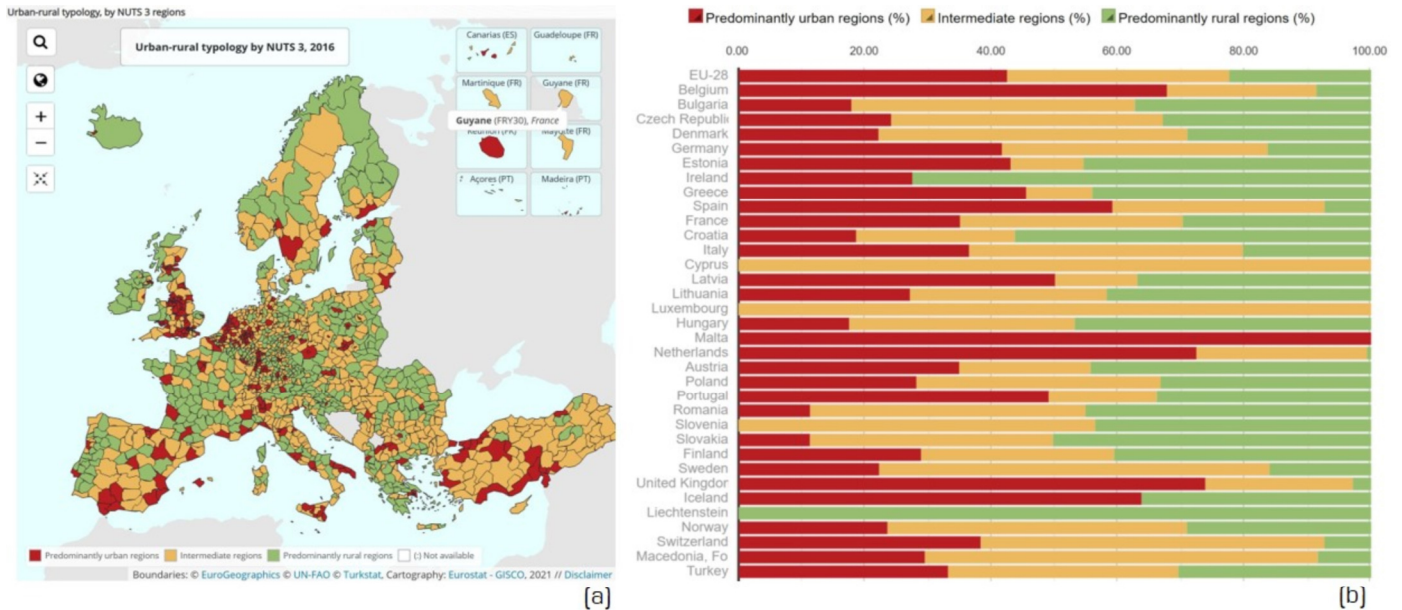 Urban-rural typology, by NUTS 3 regions
Urban-rural typology by NUTS 3, 2016
+
−
Canarias (ES)
Guadeloupe (FR)
Martinique (FR)
Guyane (FR)
Guyane (FRY30), France
Réunion (FR)
Mayotte (FR)
Açores (PT)
Madeira (PT)
Predominantly urban regions
Intermediate regions
Predominantly rural regions
(:) Not available
Boundaries: © EuroGeographics © UN-FAO © Turkstat, Cartography: Eurostat - GISCO, 2021 // Disclaimer
(a)
Predominantly urban regions (%) Intermediate regions (%) Predominantly rural regions (%)
0.00 20.00 40.00 60.00 80.00 100.00
EU-28
Belgium
Bulgaria
Czech Republi
Denmark
Germany
Estonia
Ireland
Greece
Spain
France
Croatia
Italy
Cyprus
Latvia
Lithuania
Luxembourg
Hungary
Malta
Netherlands
Austria
Poland
Portugal
Romania
Slovenia
Slovakia
Finland
Sweden
United Kingdor
Iceland
Liechtenstein
Norway
Switzerland
Macedonia, Fo
Turkey
(b)